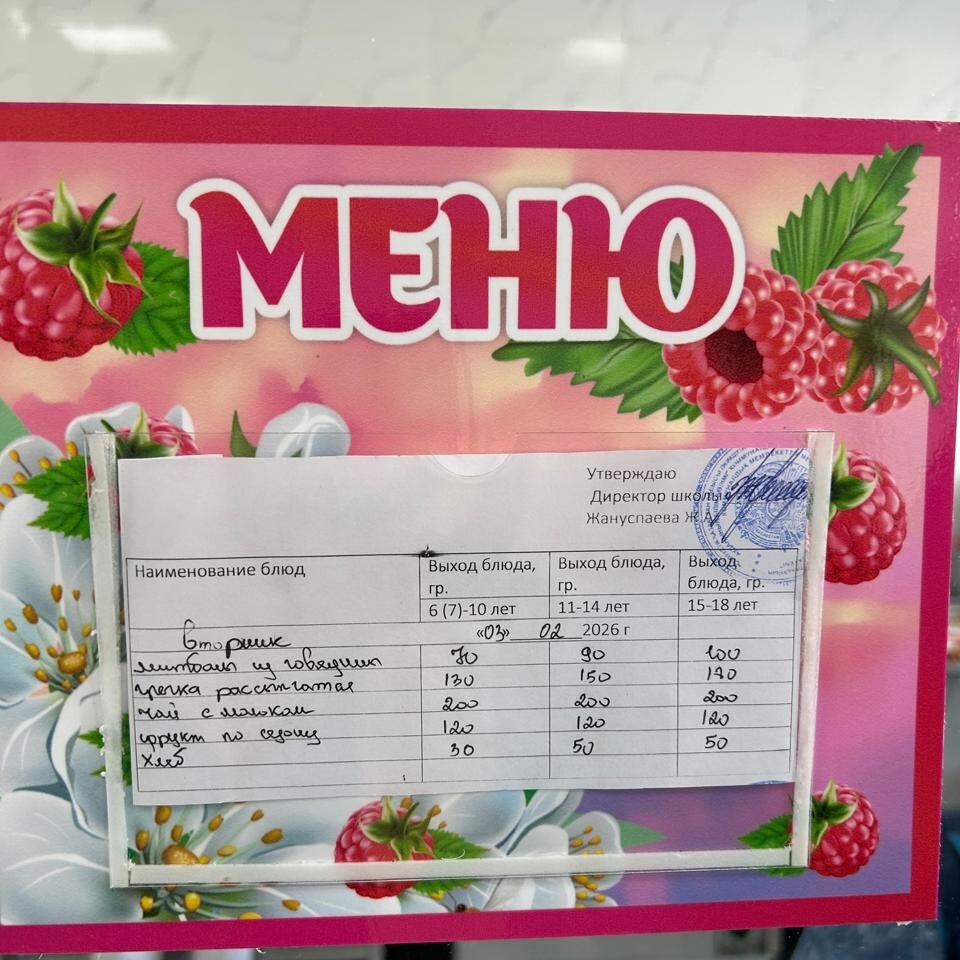 МЕНЮ
Утверждаю
Директор школы
Жануспаева Ж.А.
Наименование блюд Выход блюда, гр. Выход блюда, гр. Выход блюда, гр.
6 (7)-10 лет 11-14 лет 15-18 лет
вторник «03» 02 2026 г
митболы из говядины 70 90 100
гречка рассыпчатая 130 150 180
чай с молоком 200 200 200
фрукт по сезону 120 120 120
хлеб 30 50 50